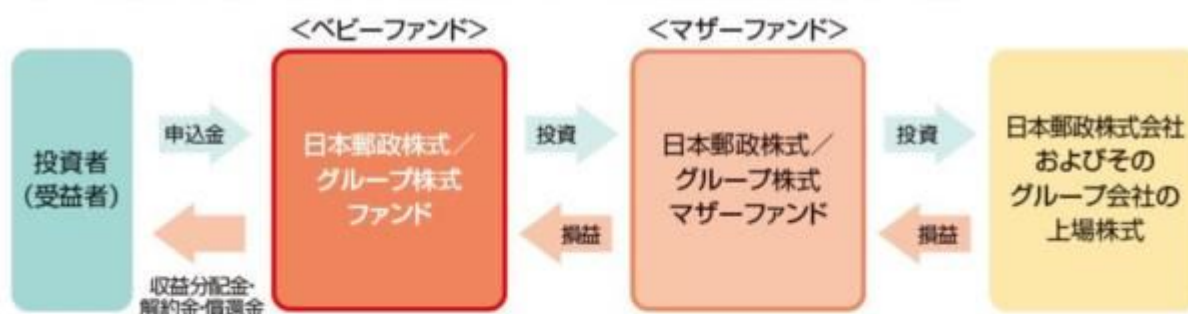 <ベビーファンド>
<マザーファンド>
投資者
(受益者)
申込金
収益分配金・
解約金・償還金
日本郵政株式／
グループ株式
ファンド
投資
損益
日本郵政株式／
グループ株式
マザーファンド
投資
損益
日本郵政株式会社
およびその
グループ会社の
上場株式